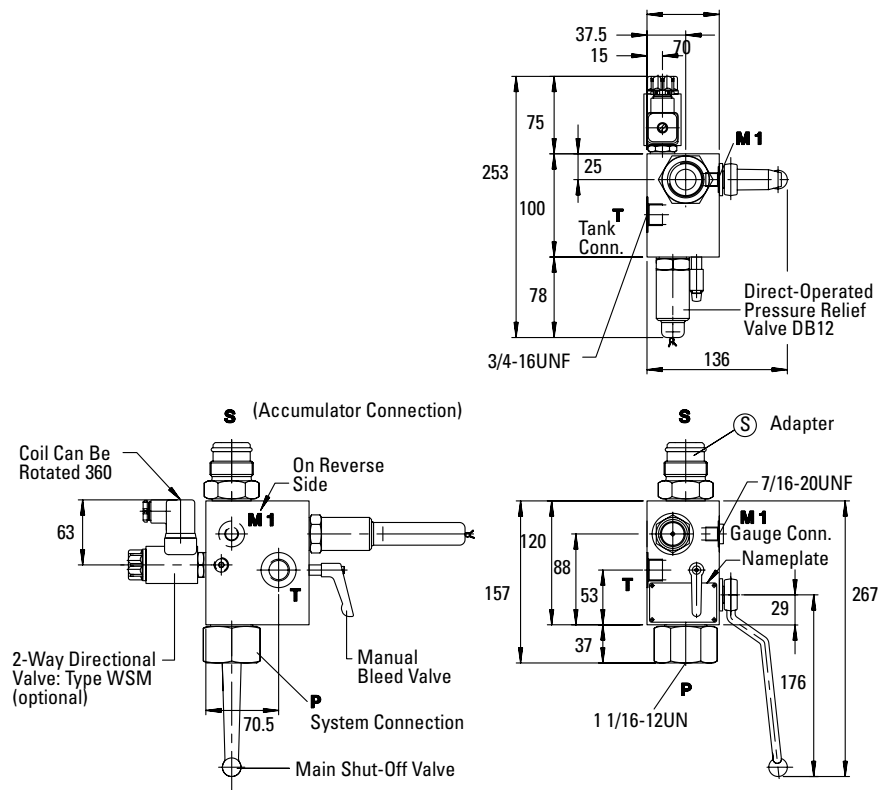 37.5
70
15
75
M 1
25
253
100
T
Tank
Conn.
78
Direct-Operated
Pressure Relief
Valve DB12
3/4-16UNF
136
S
(Accumulator Connection)
Coil Can Be
Rotated 360
On Reverse
Side
63
M 1
T
2-Way Directional
Valve: Type WSM
(optional)
Manual
Bleed Valve
P
System Connection
70.5
Main Shut-Off Valve
S
S Adapter
7/16-20UNF
M 1
Gauge Conn.
Nameplate
120
88
157
53
T
29
267
37
176
P
1 1/16-12UN